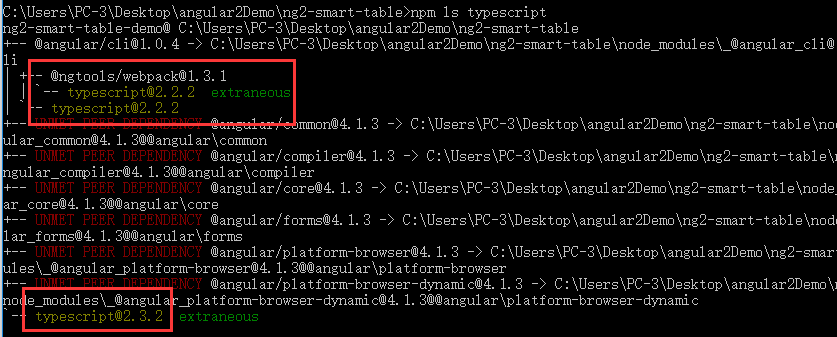 C:\Users\PC-3\Desktop\angular2Demo\ng2-smart-table>npm ls typescript
ng2-smart-table-demo@ C:\Users\PC-3\Desktop\angular2Demo\ng2-smart-table
+-- @angular/cli@1.0.4 -> C:\Users\PC-3\Desktop\angular2Demo\ng2-smart-table\node_modules\_@angular_cli@
li
| +-- @ngtools/webpack@1.3.1
| | `-- typescript@2.2.2  extraneous
| `-- typescript@2.2.2
+-- UNMET PEER DEPENDENCY @angular/common@4.1.3 -> C:\Users\PC-3\Desktop\angular2Demo\ng2-smart-table\no
ular_common@4.1.3@@angular\common
+-- UNMET PEER DEPENDENCY @angular/compiler@4.1.3 -> C:\Users\PC-3\Desktop\angular2Demo\ng2-smart-table\
ngular_compiler@4.1.3@@angular\compiler
+-- UNMET PEER DEPENDENCY @angular/core@4.1.3 -> C:\Users\PC-3\Desktop\angular2Demo\ng2-smart-table\node_
ar_core@4.1.3@@angular\core
+-- UNMET PEER DEPENDENCY @angular/forms@4.1.3 -> C:\Users\PC-3\Desktop\angular2Demo\ng2-smart-table\nod
lar_forms@4.1.3@@angular\forms
+-- UNMET PEER DEPENDENCY @angular/platform-browser@4.1.3 -> C:\Users\PC-3\Desktop\angular2Demo\ng2-smar
ules\_@angular_platform-browser@4.1.3@@angular\platform-browser
+-- UNMET PEER DEPENDENCY @angular/platform-browser-dynamic@4.1.3 -> C:\Users\PC-3\Desktop\angular2Demo\
node_modules\_@angular_platform-browser-dynamic@4.1.3@@angular\platform-browser-dynamic
`-- typescript@2.3.2  extraneous